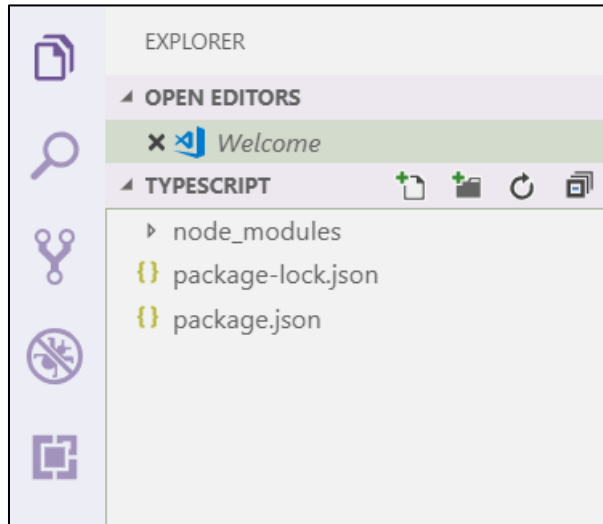 EXPLORER
OPEN EDITORS
Welcome
TYPESCRIPT
node_modules
package-lock.json
package.json